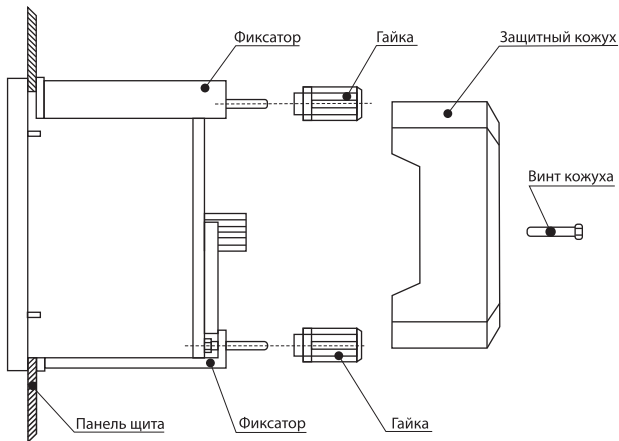 Фиксатор
Гайка
Защитный кожух
Винт кожуха
Панель щита
Фиксатор
Гайка